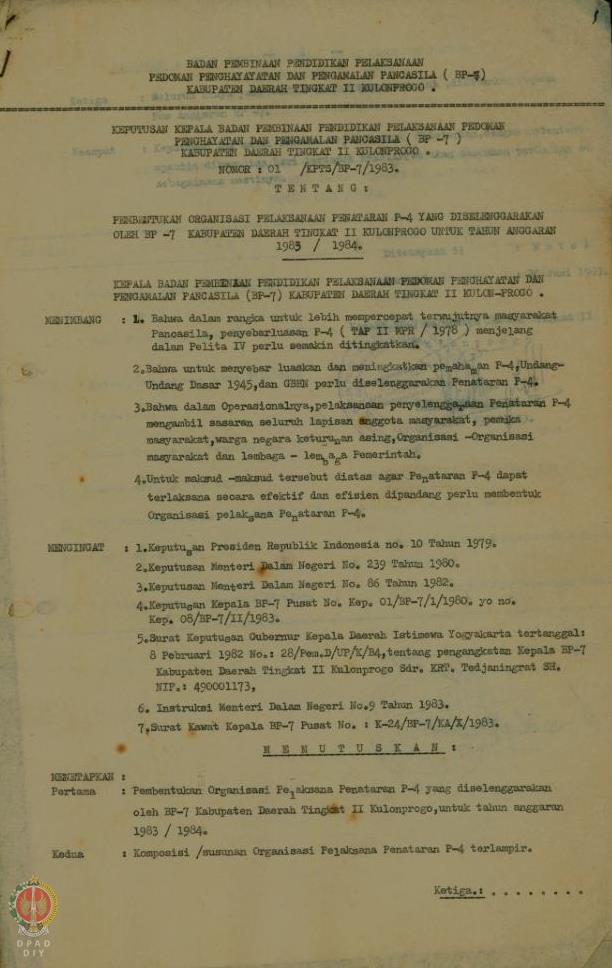 BADAN PEMBINAAN PENDIDIKAN PELAKSANAAN
PEDOMAN PENGHAYAYATAN DAN PENGAMALAN PANCASILA ( BP-7)
KABUPATEN DAERAH TINGKAT II KULONPROGO .
KEPUTUSAN KEPALA BADAN PEMBINAAN PENDIDIKAN PELAKSANAAN PEDOMAN
PENGHAYATAN DAN PENGAMALAN PANCASILA ( BP -7 )
KABUPATEN DAERAH TINGKAT II KULONPROGO .
NOMOR : 01 /KPTS/BP-7/1983.
T E N T A N G :
PEMBENTUKAN ORGANISASI PELAKSANAAN PENATARAN P-4 YANG DISELENGGARAKAN
OLEH BP -7 KABUPATEN DAERAH TINGKAT II KULONPROGO UNTUK TAHUN ANGGARAN
1983 / 1984.
KEPALA BADAN PEMBINAAN PENDIDIKAN PELAKSANAAN PEDOMAN PENGHAYATAN DAN
PENGAMALAN PANCASILA (BP-7) KABUPATEN DAERAH TINGKAT II KULON-PROGO .
MENIMBANG : 1. Bahwa dalam rangka untuk lebih mempercepat terwujutnya masyarakat
Pancasila, penyebarluasan P-4 ( TAP II MPR / 1978 ) menjelang
dalam Pelita IV perlu semakin ditingkatkan.
2.Bahwa untuk menyebar luaskan dan meningkatkan pemahaman P-4,Undang-
Undang Dasar 1945,dan GBHN perlu diselenggarakan Penataran P-4.
3.Bahwa dalam Operasionalnya,pelaksanaan penyelenggaraan Penataran P-4
mengambil sasaran seluruh lapisan anggota masyarakat, pemuka
masyarakat,warga negara keturunan asing,Organisasi -Organisasi
masyarakat dan lembaga - lembaga Pemerintah.
4.Untuk maksud -maksud tersebut diatas agar Penataran P-4 dapat
terlaksana secara efektif dan efisien dipandang perlu membentuk
Organisasi pelaksana Penataran P-4.
MENGINGAT : 1.Keputusan Presiden Republik Indonesia no. 10 Tahun 1979.
2.Keputusan Menteri Dalam Negeri No. 239 Tahun 1980.
3.Keputusan Menteri Dalam Negeri No. 86 Tahun 1982.
4.Keputusan Kepala BP-7 Pusat No. Kep. 01/BP-7/1/1980. yo no.
Kep. 08/BP-7/II/1983.
5.Surat Keputusan Gubernur Kepala Daerah Istimewa Yogyakarta tertanggal:
8 Pebruari 1982 No.: 28/Pem.D/UP/K/B4,tentang pengangkatan Kepala BP-7
Kabupaten Daerah Tingkat II Kulonprogo Sdr. KRT. Tedjaningrat SH.
NIP.: 490001173,
6. Instruksi Menteri Dalam Negeri No.9 Tahun 1983.
7.Surat Kawat Kepala BP-7 Pusat No. : K-24/BP-7/KA/X/1983.
M E M U T U S K A N :
MENETAPKAN :
Pertama : Pembentukan Organisasi Pelaksana Penataran P-4 yang diselenggarakan
oleh BP-7 Kabupaten Daerah Tingkat II Kulonprogo,untuk tahun anggaran
1983 / 1984.
Kedua : Komposisi /susunan Organisasi Pelaksana Penataran P-4 terlampir.
Ketiga.: . . . . . . . .
DPAD
DIY